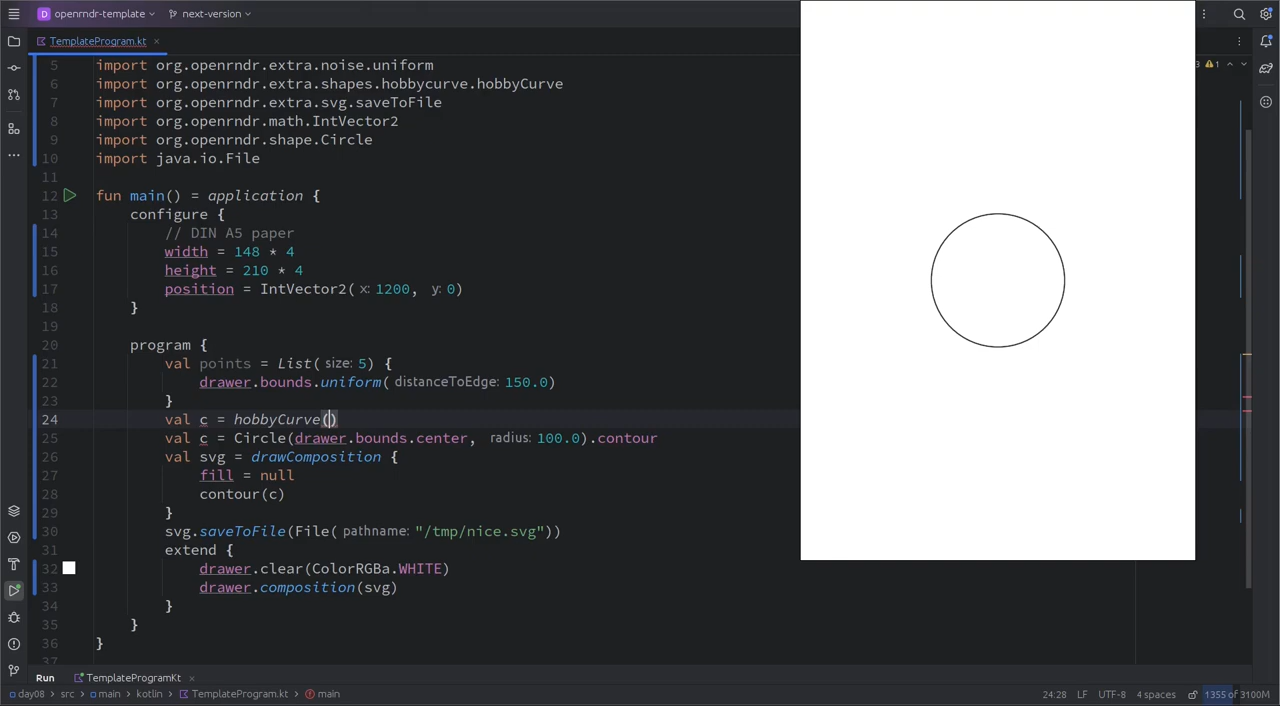 D openrndr-template next-version
TemplateProgram.kt
5 import org.openrndr.extra.noise.uniform
6 import org.openrndr.extra.shapes.hobbycurve.hobbyCurve
7 import org.openrndr.extra.svg.saveToFile
8 import org.openrndr.math.IntVector2
9 import org.openrndr.shape.Circle
10 import java.io.File
11
12 fun main() = application {
13 configure {
14 // DIN A5 paper
15 width = 148 * 4
16 height = 210 * 4
17 position = IntVector2( x: 1200, y: 0)
18 }
19
20 program {
21 val points = List( size: 5) {
22 drawer.bounds.uniform( distanceToEdge: 150.0)
23 }
24 val c = hobbyCurve()
25 val c = Circle(drawer.bounds.center, radius: 100.0).contour
26 val svg = drawComposition {
27 fill = null
28 contour(c)
29 }
30 svg.saveToFile(File( pathname: "/tmp/nice.svg"))
31 extend {
32 drawer.clear(ColorRGBa.WHITE)
33 drawer.composition(svg)
34 }
35 }
36 }
37
3 1
Run TemplateProgramKt
day08 > src > main > kotlin > TemplateProgram.kt > main 24:28 LF UTF-8 4 spaces 1355 of 3100M